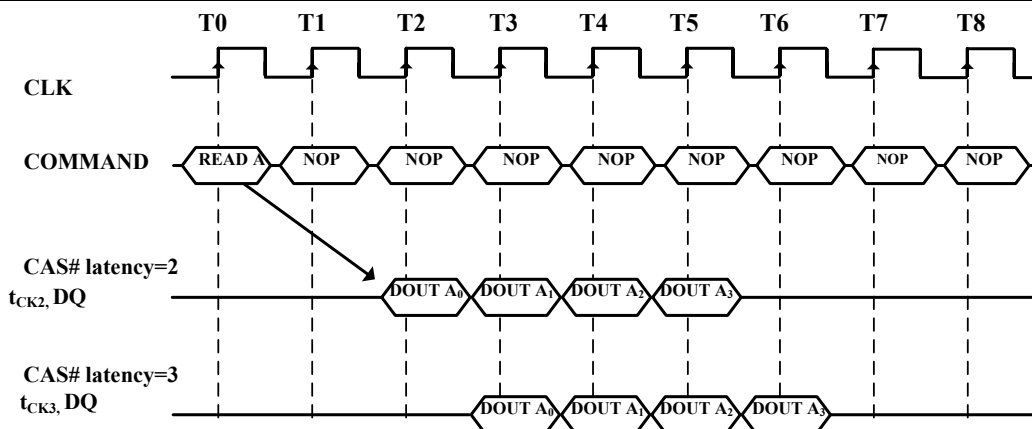 T0 T1 T2 T3 T4 T5 T6 T7 T8
CLK
COMMAND READ A NOP NOP NOP NOP NOP NOP NOP NOP
CAS# latency=2
tCK2, DQ DOUT A0 DOUT A1 DOUT A2 DOUT A3
CAS# latency=3
tCK3, DQ DOUT A0 DOUT A1 DOUT A2 DOUT A3